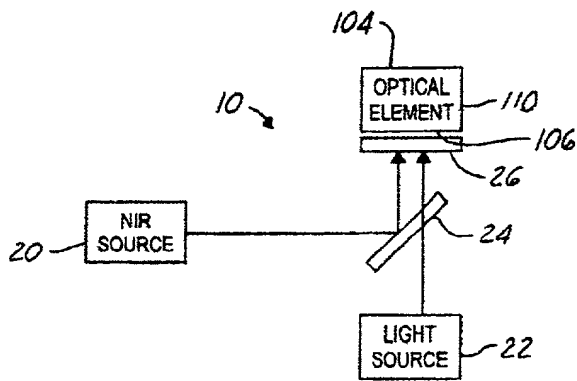 104
OPTICAL
ELEMENT
110
10
106
26
NIR
SOURCE
20
24
LIGHT
SOURCE
22